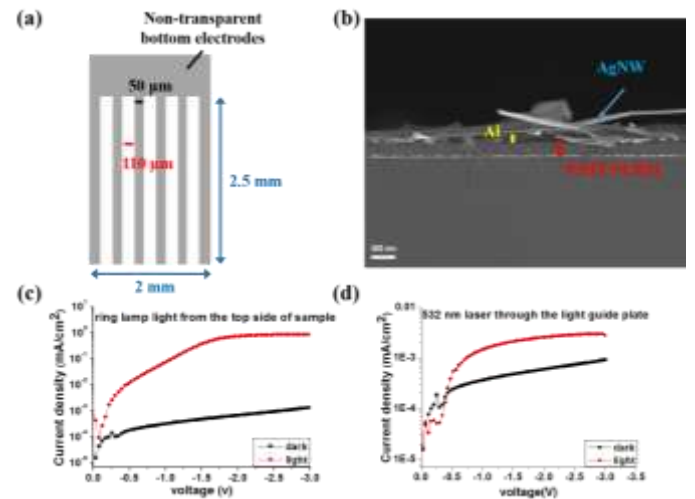 (a)
Non-transparent
bottom electrodes
50 μm
110 μm
2.5 mm
2 mm
(b)
AgNW
Al
(c)
ring lamp light from the top side of sample
Current density (mA/cm²)
dark
light
0.0 -0.5 -1.0 -1.5 -2.0 -2.5 -3.0
voltage (v)
(d)
532 nm laser through the light guide plate
Current density (mA/cm²)
0.01
1E-3
1E-4
1E-5
dark
light
0.0 -0.5 -1.0 -1.5 -2.0 -2.5 -3.0
voltage(V)